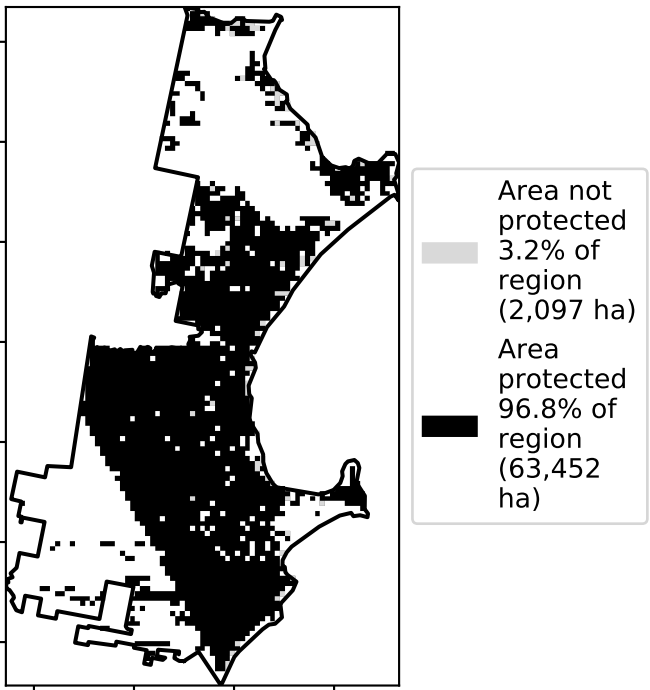 Area not
protected
3.2% of
region
(2,097 ha)
Area
protected
96.8% of
region
(63,452
ha)